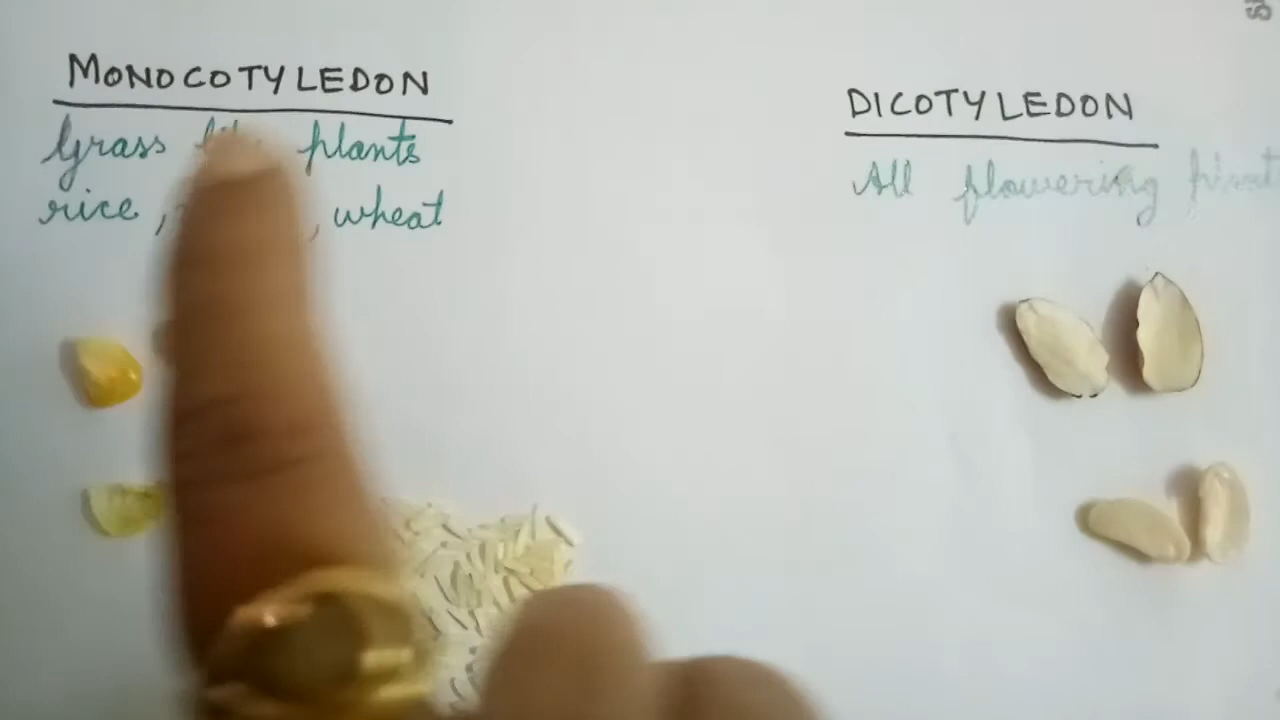 MONOCOTYLEDON
Grass plants
rice, , wheat
DICOTYLEDON
All flowering